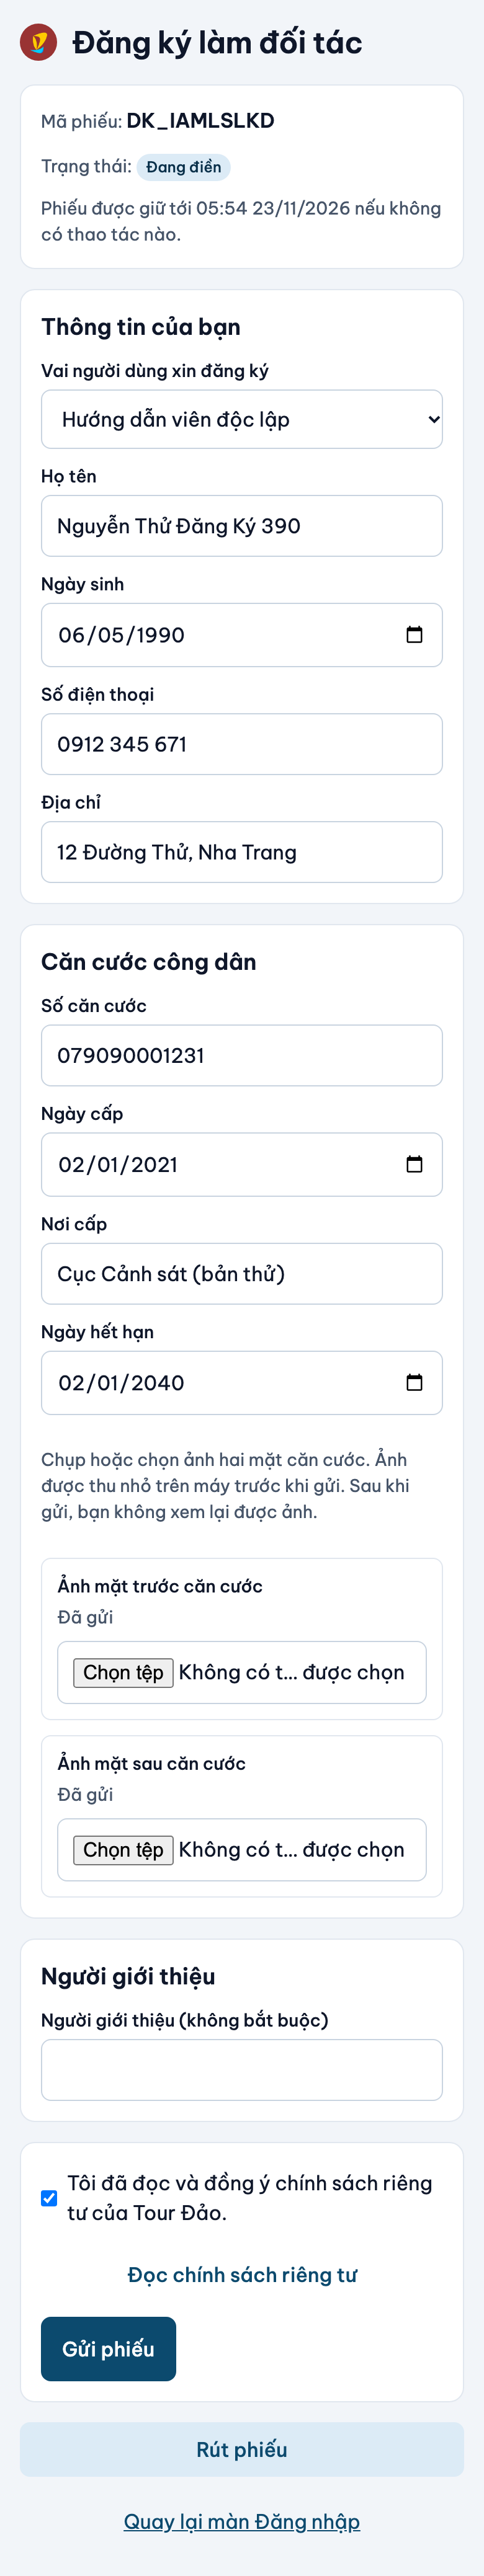 Đăng ký làm đối tác
Mã phiếu: DK_IAMLSLKD
Trạng thái: Đang điền
Phiếu được giữ tới 05:54 23/11/2026 nếu không
có thao tác nào.
Thông tin của bạn
Vai người dùng xin đăng ký
Hướng dẫn viên độc lập
Họ tên
Nguyễn Thử Đăng Ký 390
Ngày sinh
06/05/1990
Số điện thoại
0912 345 671
Địa chỉ
12 Đường Thử, Nha Trang
Căn cước công dân
Số căn cước
079090001231
Ngày cấp
02/01/2021
Nơi cấp
Cục Cảnh sát (bản thử)
Ngày hết hạn
02/01/2040
Chụp hoặc chọn ảnh hai mặt căn cước. Ảnh
được thu nhỏ trên máy trước khi gửi. Sau khi
gửi, bạn không xem lại được ảnh.
Ảnh mặt trước căn cước
Đã gửi
Chọn tệp Không có t... được chọn
Ảnh mặt sau căn cước
Đã gửi
Chọn tệp Không có t... được chọn
Người giới thiệu
Người giới thiệu (không bắt buộc)
Tôi đã đọc và đồng ý chính sách riêng
tư của Tour Đảo.
Đọc chính sách riêng tư
Gửi phiếu
Rút phiếu
Quay lại màn Đăng nhập